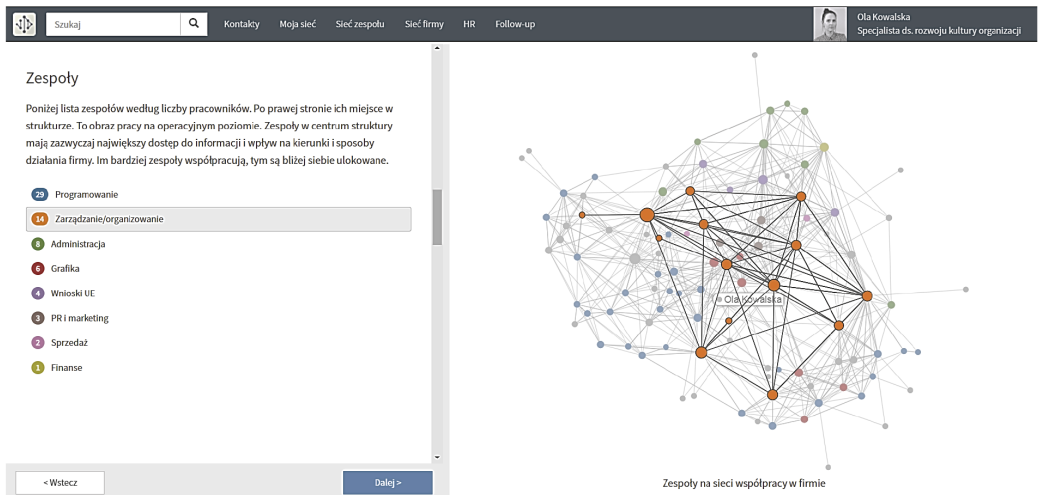 Szukaj
Kontakty
Moja sieć
Sieć zespołu
Sieć firmy
HR
Follow-up
Ola Kowalska
Specjalista ds. rozwoju kultury organizacji
Zespoły
Poniżej lista zespołów według liczby pracowników. Po prawej stronie ich miejsce w
strukturze. To obraz pracy na operacyjnym poziomie. Zespoły w centrum struktury
mają zazwyczaj największy dostęp do informacji i wpływ na kierunki i sposoby
działania firmy. Im bardziej zespoły współpracują, tym są bliżej siebie ulokowane.
29 Programowanie
14 Zarządzanie/organizowanie
8 Administracja
6 Grafika
4 Wnioski UE
3 PR i marketing
2 Sprzedaż
1 Finanse
< Wstecz
Dalej >
Ola Kowalska
Zespoły na sieci współpracy w firmie